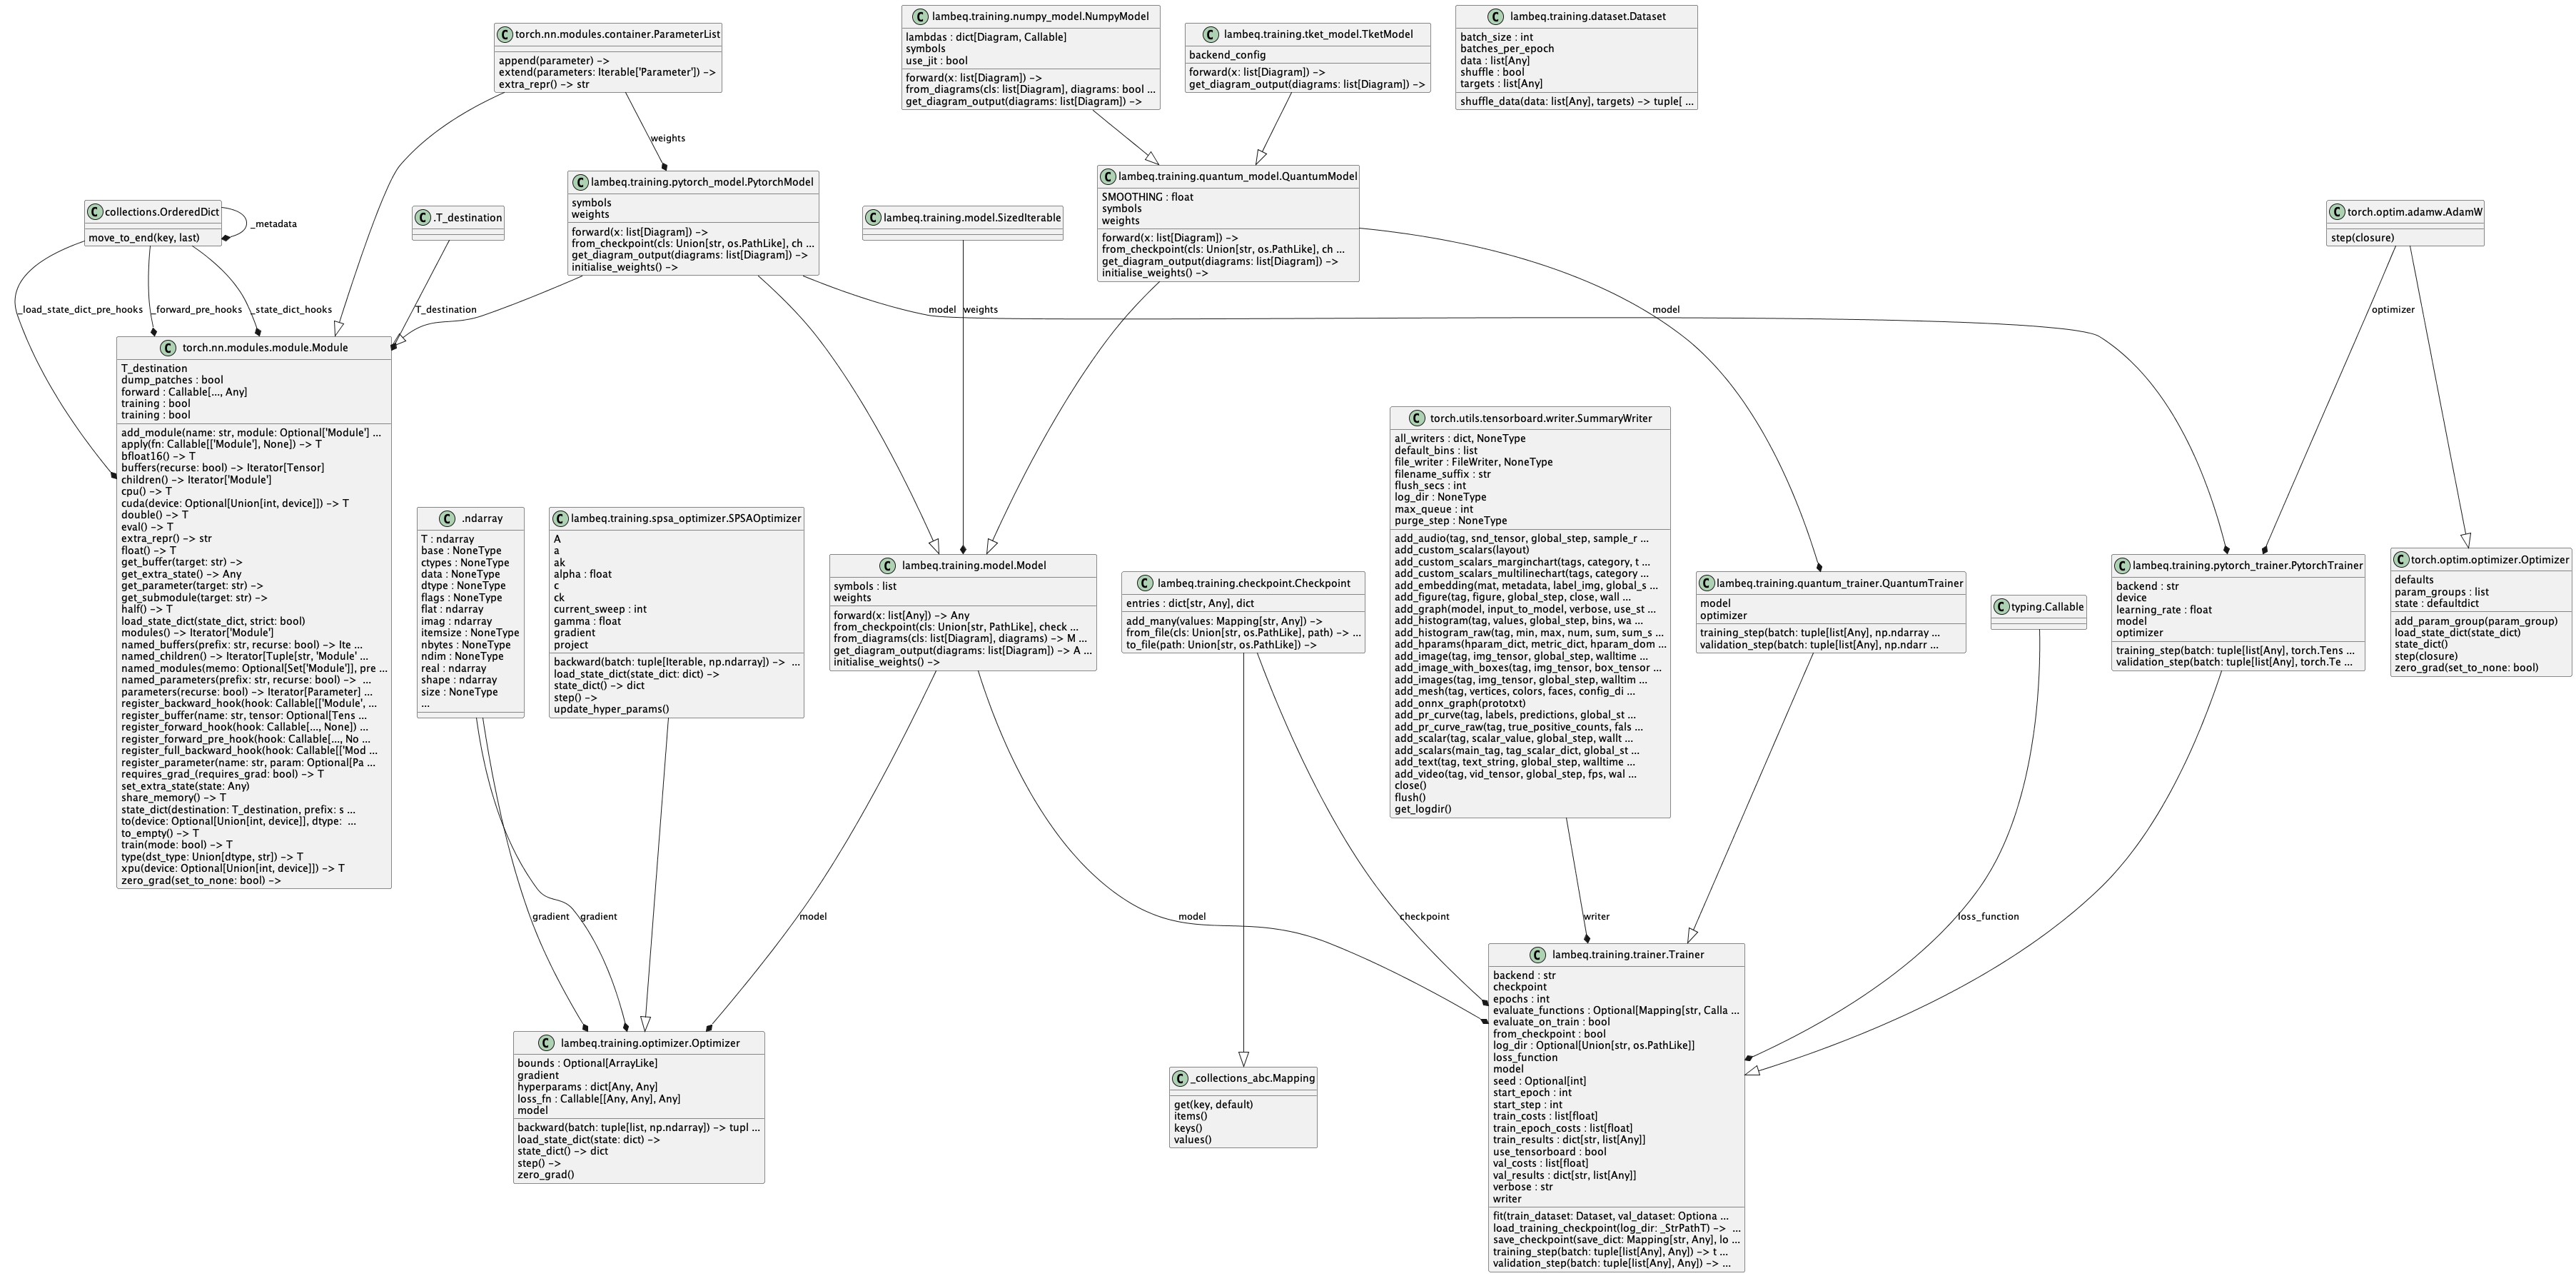 torch.nn.modules.container.ParameterList
append(parameter) ->
extend(parameters: Iterable['Parameter']) ->
extra_repr() -> str
lambeq.training.numpy_model.NumpyModel
lambdas : dict[Diagram, Callable]
symbols
use_jit : bool
forward(x: list[Diagram]) ->
from_diagrams(cls: list[Diagram], diagrams: bool ...
get_diagram_output(diagrams: list[Diagram]) ->
lambeq.training.tket_model.TketModel
backend_config
forward(x: list[Diagram]) ->
get_diagram_output(diagrams: list[Diagram]) ->
lambeq.training.dataset.Dataset
batch_size : int
batches_per_epoch
data : list[Any]
shuffle : bool
targets : list[Any]
shuffle_data(data: list[Any], targets) -> tuple[ ...
weights
collections.OrderedDict
move_to_end(key, last)
_metadata
.T_destination
lambeq.training.pytorch_model.PytorchModel
symbols
weights
forward(x: list[Diagram]) ->
from_checkpoint(cls: Union[str, os.PathLike], ch ...
get_diagram_output(diagrams: list[Diagram]) ->
initialise_weights() ->
lambeq.training.model.SizedIterable
lambeq.training.quantum_model.QuantumModel
SMOOTHING : float
symbols
weights
forward(x: list[Diagram]) ->
from_checkpoint(cls: Union[str, os.PathLike], ch ...
get_diagram_output(diagrams: list[Diagram]) ->
initialise_weights() ->
torch.optim.adamw.AdamW
step(closure)
_load_state_dict_pre_hooks
_forward_pre_hooks
_state_dict_hooks
T_destination
model
weights
model
optimizer
torch.nn.modules.module.Module
T_destination
dump_patches : bool
forward : Callable[..., Any]
training : bool
training : bool
add_module(name: str, module: Optional['Module'] ...
apply(fn: Callable[['Module'], None]) -> T
bfloat16() -> T
buffers(recurse: bool) -> Iterator[Tensor]
children() -> Iterator['Module']
cpu() -> T
cuda(device: Optional[Union[int, device]]) -> T
double() -> T
eval() -> T
extra_repr() -> str
float() -> T
get_buffer(target: str) ->
get_extra_state() -> Any
get_parameter(target: str) ->
get_submodule(target: str) ->
half() -> T
load_state_dict(state_dict, strict: bool)
modules() -> Iterator['Module']
named_buffers(prefix: str, recurse: bool) -> Ite ...
named_children() -> Iterator[Tuple[str, 'Module' ...
named_modules(memo: Optional[Set['Module']], pre ...
named_parameters(prefix: str, recurse: bool) -> ...
parameters(recurse: bool) -> Iterator[Parameter] ...
register_backward_hook(hook: Callable[['Module', ...
register_buffer(name: str, tensor: Optional[Tens ...
register_forward_hook(hook: Callable[..., None]) ...
register_forward_pre_hook(hook: Callable[..., No ...
register_full_backward_hook(hook: Callable[['Mod ...
register_parameter(name: str, param: Optional[Pa ...
requires_grad_(requires_grad: bool) -> T
set_extra_state(state: Any)
share_memory() -> T
state_dict(destination: T_destination, prefix: s ...
to(device: Optional[Union[int, device]], dtype: ...
to_empty() -> T
train(mode: bool) -> T
type(dst_type: Union[dtype, str]) -> T
xpu(device: Optional[Union[int, device]]) -> T
zero_grad(set_to_none: bool) ->
.ndarray
T : ndarray
base : NoneType
ctypes : NoneType
data : NoneType
dtype : NoneType
flags : NoneType
flat : ndarray
imag : ndarray
itemsize : NoneType
nbytes : NoneType
ndim : NoneType
real : ndarray
shape : ndarray
size : NoneType
...
lambeq.training.spsa_optimizer.SPSAOptimizer
A
a
ak
alpha : float
c
ck
current_sweep : int
gamma : float
gradient
project
backward(batch: tuple[Iterable, np.ndarray]) -> ...
load_state_dict(state_dict: dict) ->
state_dict() -> dict
step() ->
update_hyper_params()
lambeq.training.model.Model
symbols : list
weights
forward(x: list[Any]) -> Any
from_checkpoint(cls: Union[str, PathLike], check ...
from_diagrams(cls: list[Diagram], diagrams) -> M ...
get_diagram_output(diagrams: list[Diagram]) -> A ...
initialise_weights() ->
lambeq.training.checkpoint.Checkpoint
entries : dict[str, Any], dict
add_many(values: Mapping[str, Any]) ->
from_file(cls: Union[str, os.PathLike], path) -> ...
to_file(path: Union[str, os.PathLike]) ->
torch.utils.tensorboard.writer.SummaryWriter
all_writers : dict, NoneType
default_bins : list
file_writer : FileWriter, NoneType
filename_suffix : str
flush_secs : int
log_dir : NoneType
max_queue : int
purge_step : NoneType
add_audio(tag, snd_tensor, global_step, sample_r ...
add_custom_scalars(layout)
add_custom_scalars_marginchart(tags, category, t ...
add_custom_scalars_multilinechart(tags, category ...
add_embedding(mat, metadata, label_img, global_s ...
add_figure(tag, figure, global_step, close, wall ...
add_graph(model, input_to_model, verbose, use_st ...
add_histogram(tag, values, global_step, bins, wa ...
add_histogram_raw(tag, min, max, num, sum, sum_s ...
add_hparams(hparam_dict, metric_dict, hparam_dom ...
add_image(tag, img_tensor, global_step, walltime ...
add_image_with_boxes(tag, img_tensor, box_tensor ...
add_images(tag, img_tensor, global_step, walltim ...
add_mesh(tag, vertices, colors, faces, config_di ...
add_onnx_graph(prototxt)
add_pr_curve(tag, labels, predictions, global_st ...
add_pr_curve_raw(tag, true_positive_counts, fals ...
add_scalar(tag, scalar_value, global_step, wallt ...
add_scalars(main_tag, tag_scalar_dict, global_st ...
add_text(tag, text_string, global_step, walltime ...
add_video(tag, vid_tensor, global_step, fps, wal ...
close()
flush()
get_logdir()
lambeq.training.quantum_trainer.QuantumTrainer
model
optimizer
training_step(batch: tuple[list[Any], np.ndarray ...
validation_step(batch: tuple[list[Any], np.ndarr ...
typing.Callable
lambeq.training.pytorch_trainer.PytorchTrainer
backend : str
device
learning_rate : float
model
optimizer
training_step(batch: tuple[list[Any], torch.Tens ...
validation_step(batch: tuple[list[Any], torch.Te ...
torch.optim.optimizer.Optimizer
defaults
param_groups : list
state : defaultdict
add_param_group(param_group)
load_state_dict(state_dict)
state_dict()
step(closure)
zero_grad(set_to_none: bool)
gradient
gradient
model
model
checkpoint
writer
loss_function
lambeq.training.optimizer.Optimizer
bounds : Optional[ArrayLike]
gradient
hyperparams : dict[Any, Any]
loss_fn : Callable[[Any, Any], Any]
model
backward(batch: tuple[list, np.ndarray]) -> tupl ...
load_state_dict(state: dict) ->
state_dict() -> dict
step() ->
zero_grad()
_collections_abc.Mapping
get(key, default)
items()
keys()
values()
lambeq.training.trainer.Trainer
backend : str
checkpoint
epochs : int
evaluate_functions : Optional[Mapping[str, Calla ...
evaluate_on_train : bool
from_checkpoint : bool
log_dir : Optional[Union[str, os.PathLike]]
loss_function
model
seed : Optional[int]
start_epoch : int
start_step : int
train_costs : list[float]
train_epoch_costs : list[float]
train_results : dict[str, list[Any]]
use_tensorboard : bool
val_costs : list[float]
val_results : dict[str, list[Any]]
verbose : str
writer
fit(train_dataset: Dataset, val_dataset: Optiona ...
load_training_checkpoint(log_dir: _StrPathT) -> ...
save_checkpoint(save_dict: Mapping[str, Any], lo ...
training_step(batch: tuple[list[Any], Any]) -> t ...
validation_step(batch: tuple[list[Any], Any]) -> ...